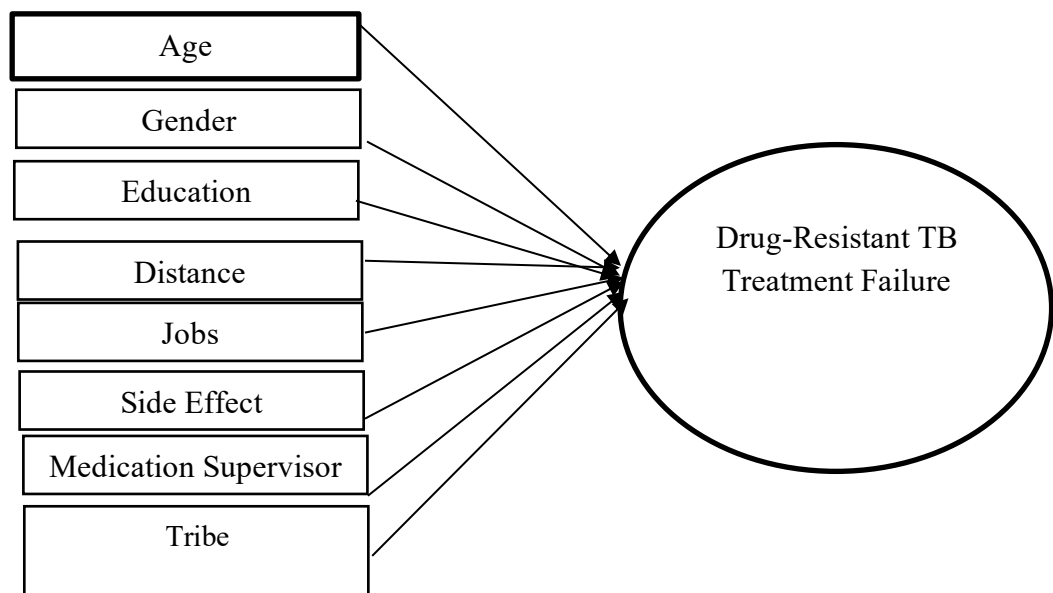 Age
Gender
Education
Distance
Jobs
Side Effect
Medication Supervisor
Tribe
Drug-Resistant TB
Treatment Failure